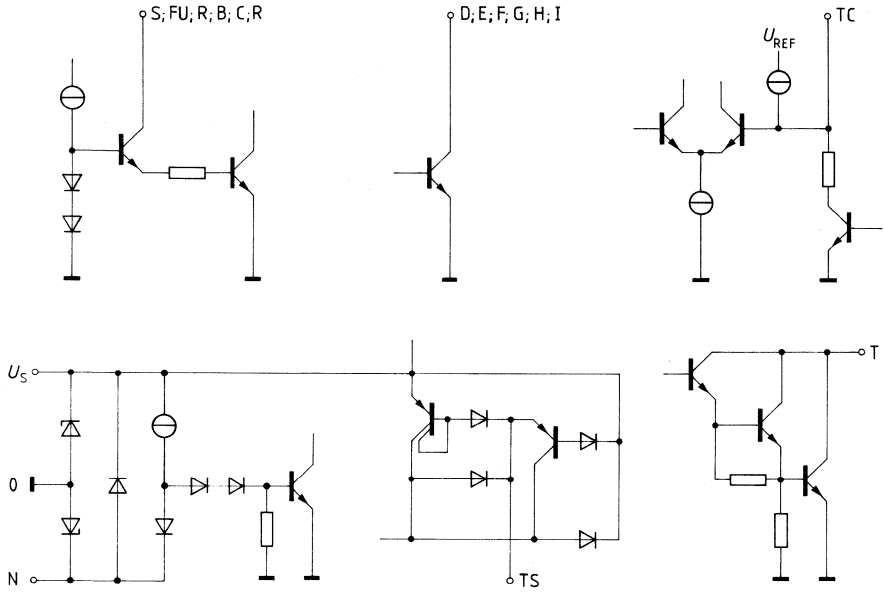 S; FU; R; B; C; R
D; E; F; G; H; I
TC
U_REF
U_S
T
0
N
TS